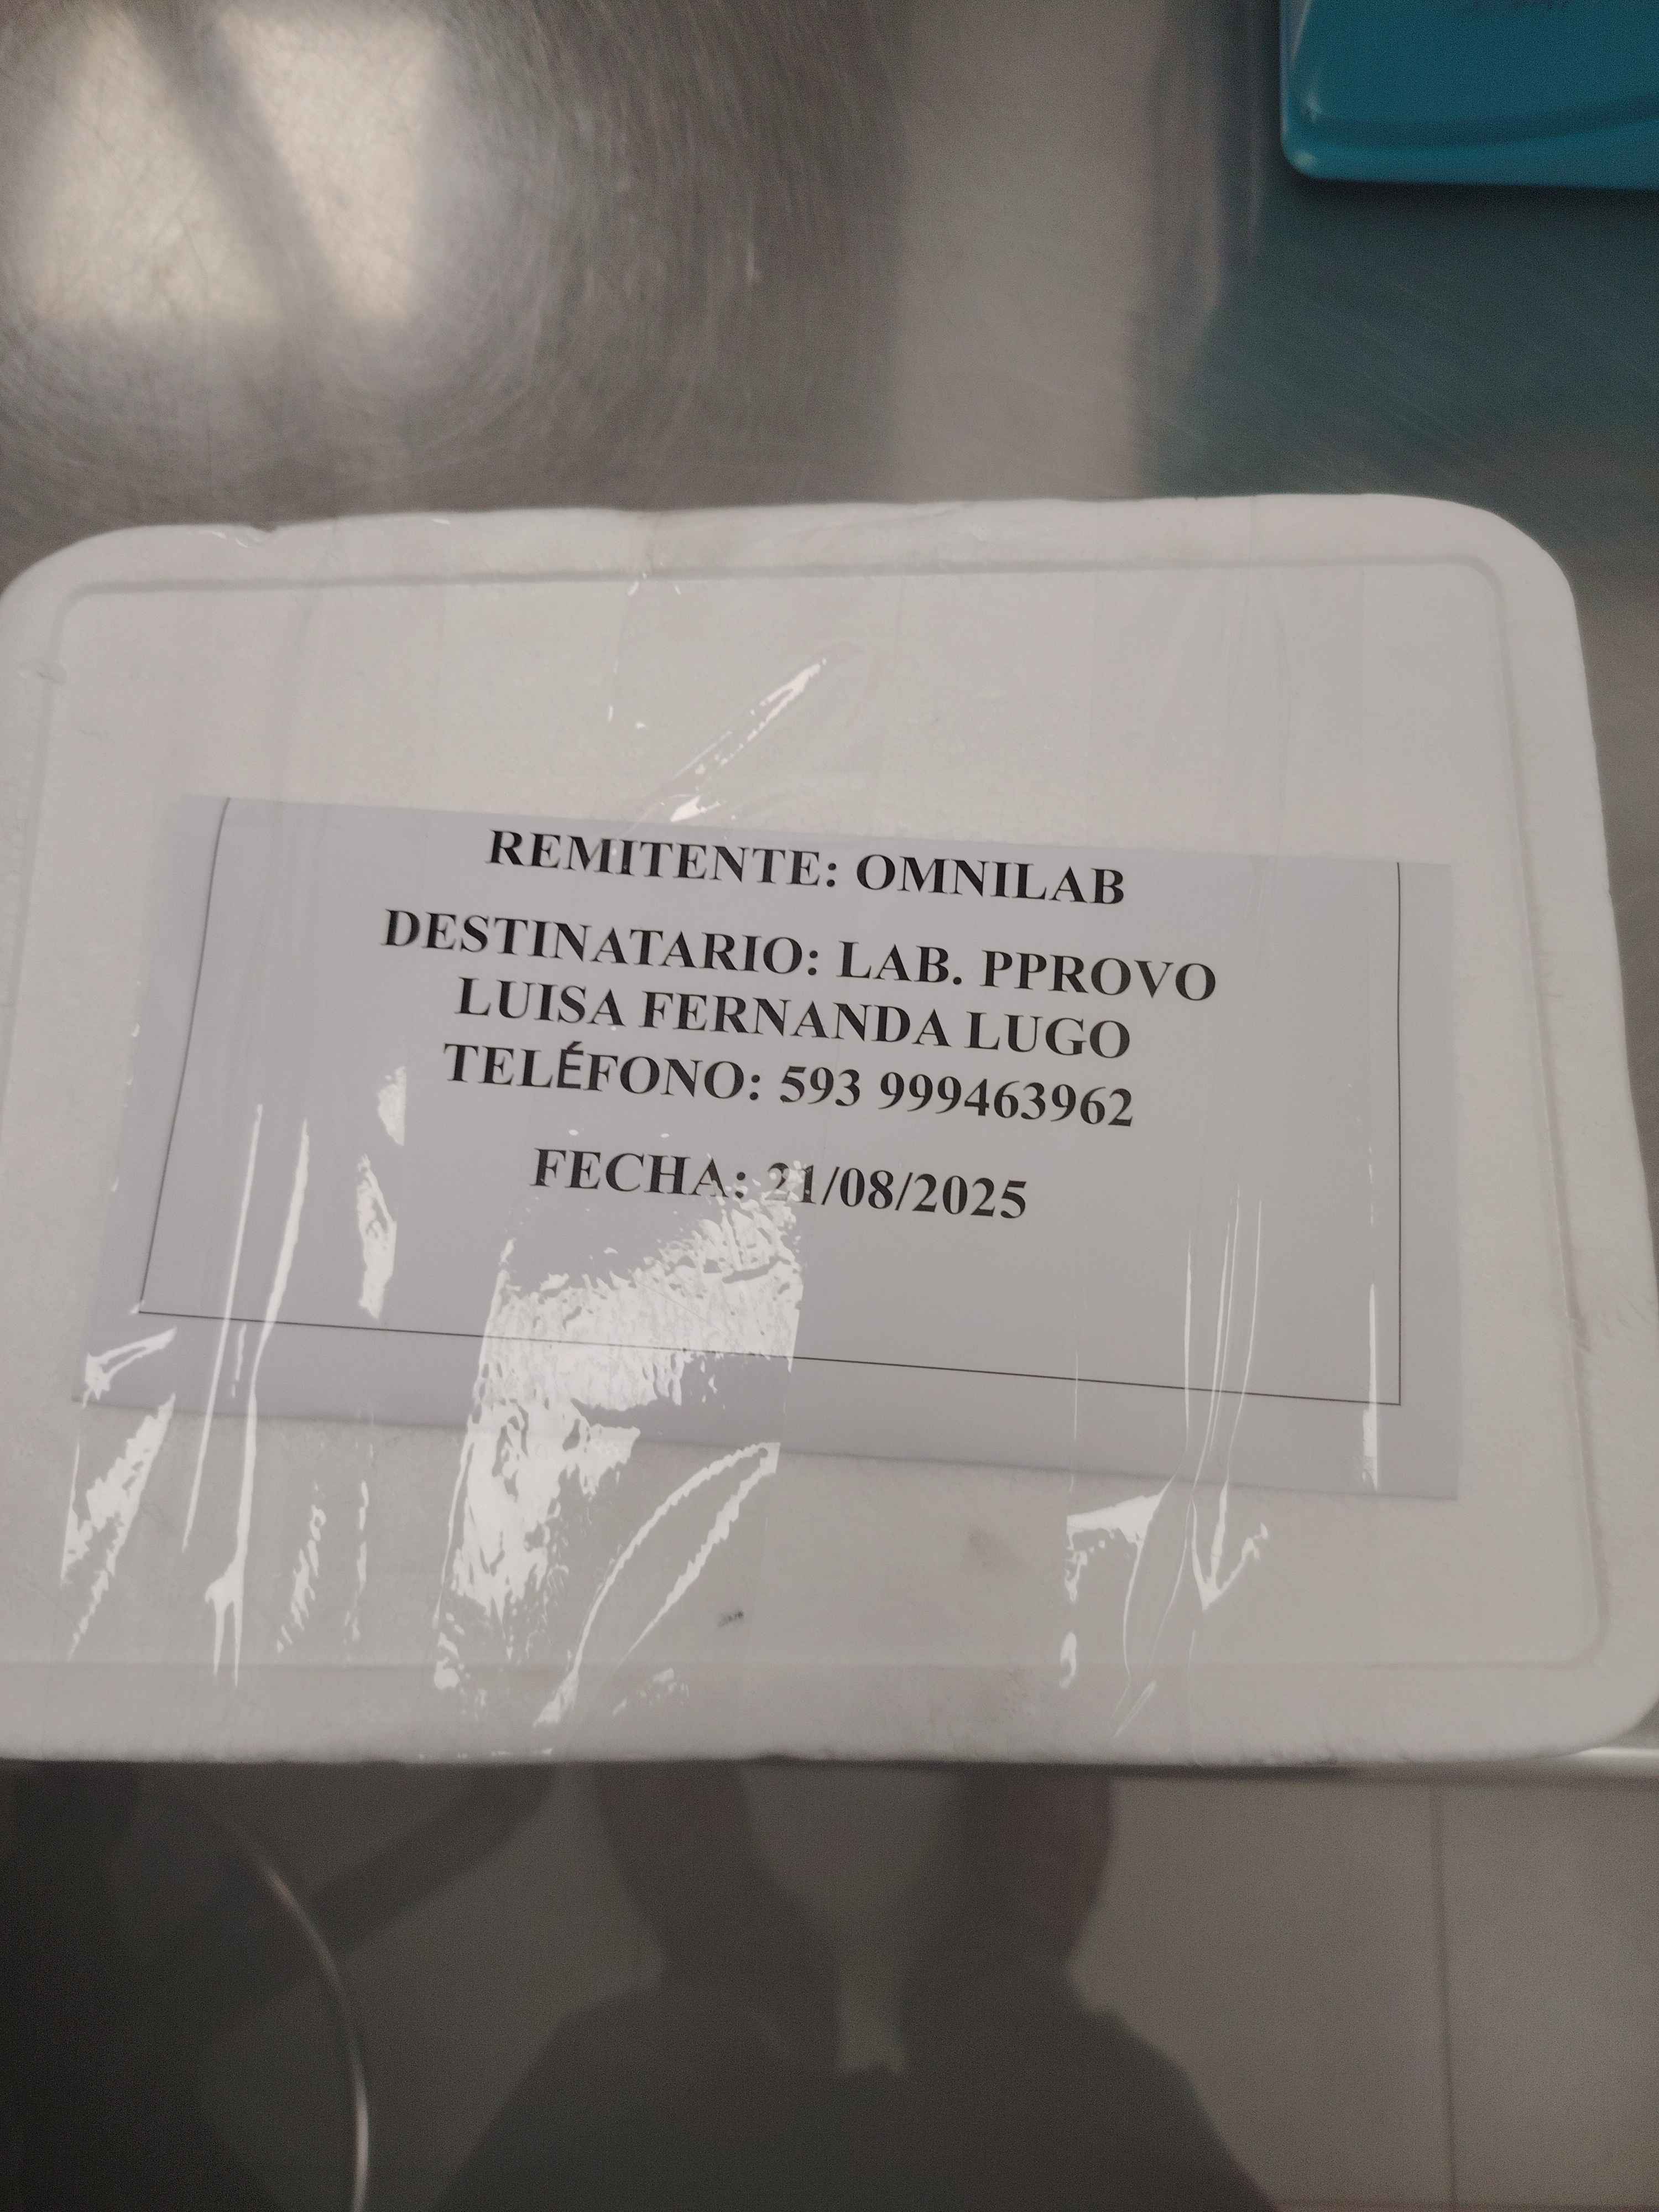 REMITENTE: OMNILAB
DESTINATARIO: LAB. PPROVO
LUISA FERNANDA LUGO
TELÉFONO: 593 999463962
FECHA: 21/08/2025